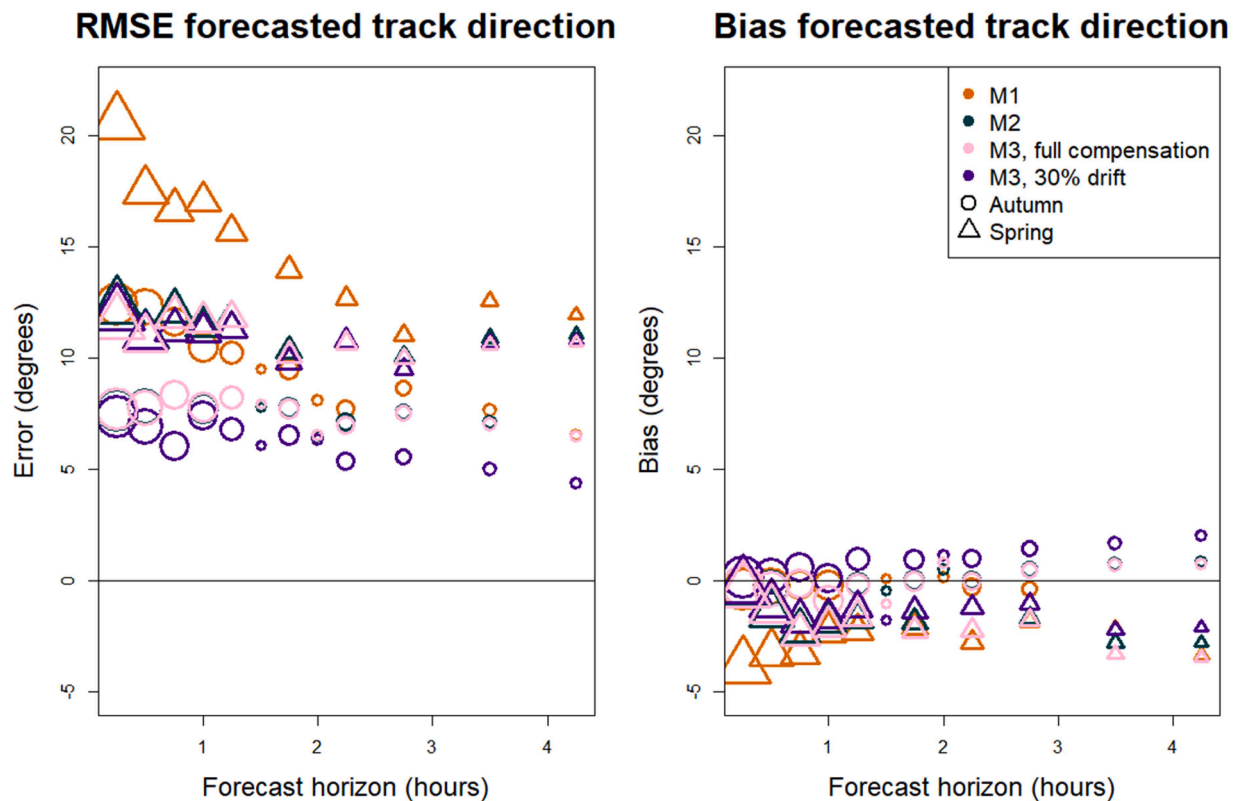 RMSE forecasted track direction
Error (degrees)
20
15
10
5
0
-5
1 2 3 4
Forecast horizon (hours)
Bias forecasted track direction
Bias (degrees)
20
15
10
5
0
-5
1 2 3 4
Forecast horizon (hours)
M1
M2
M3, full compensation
M3, 30% drift
Autumn
Spring